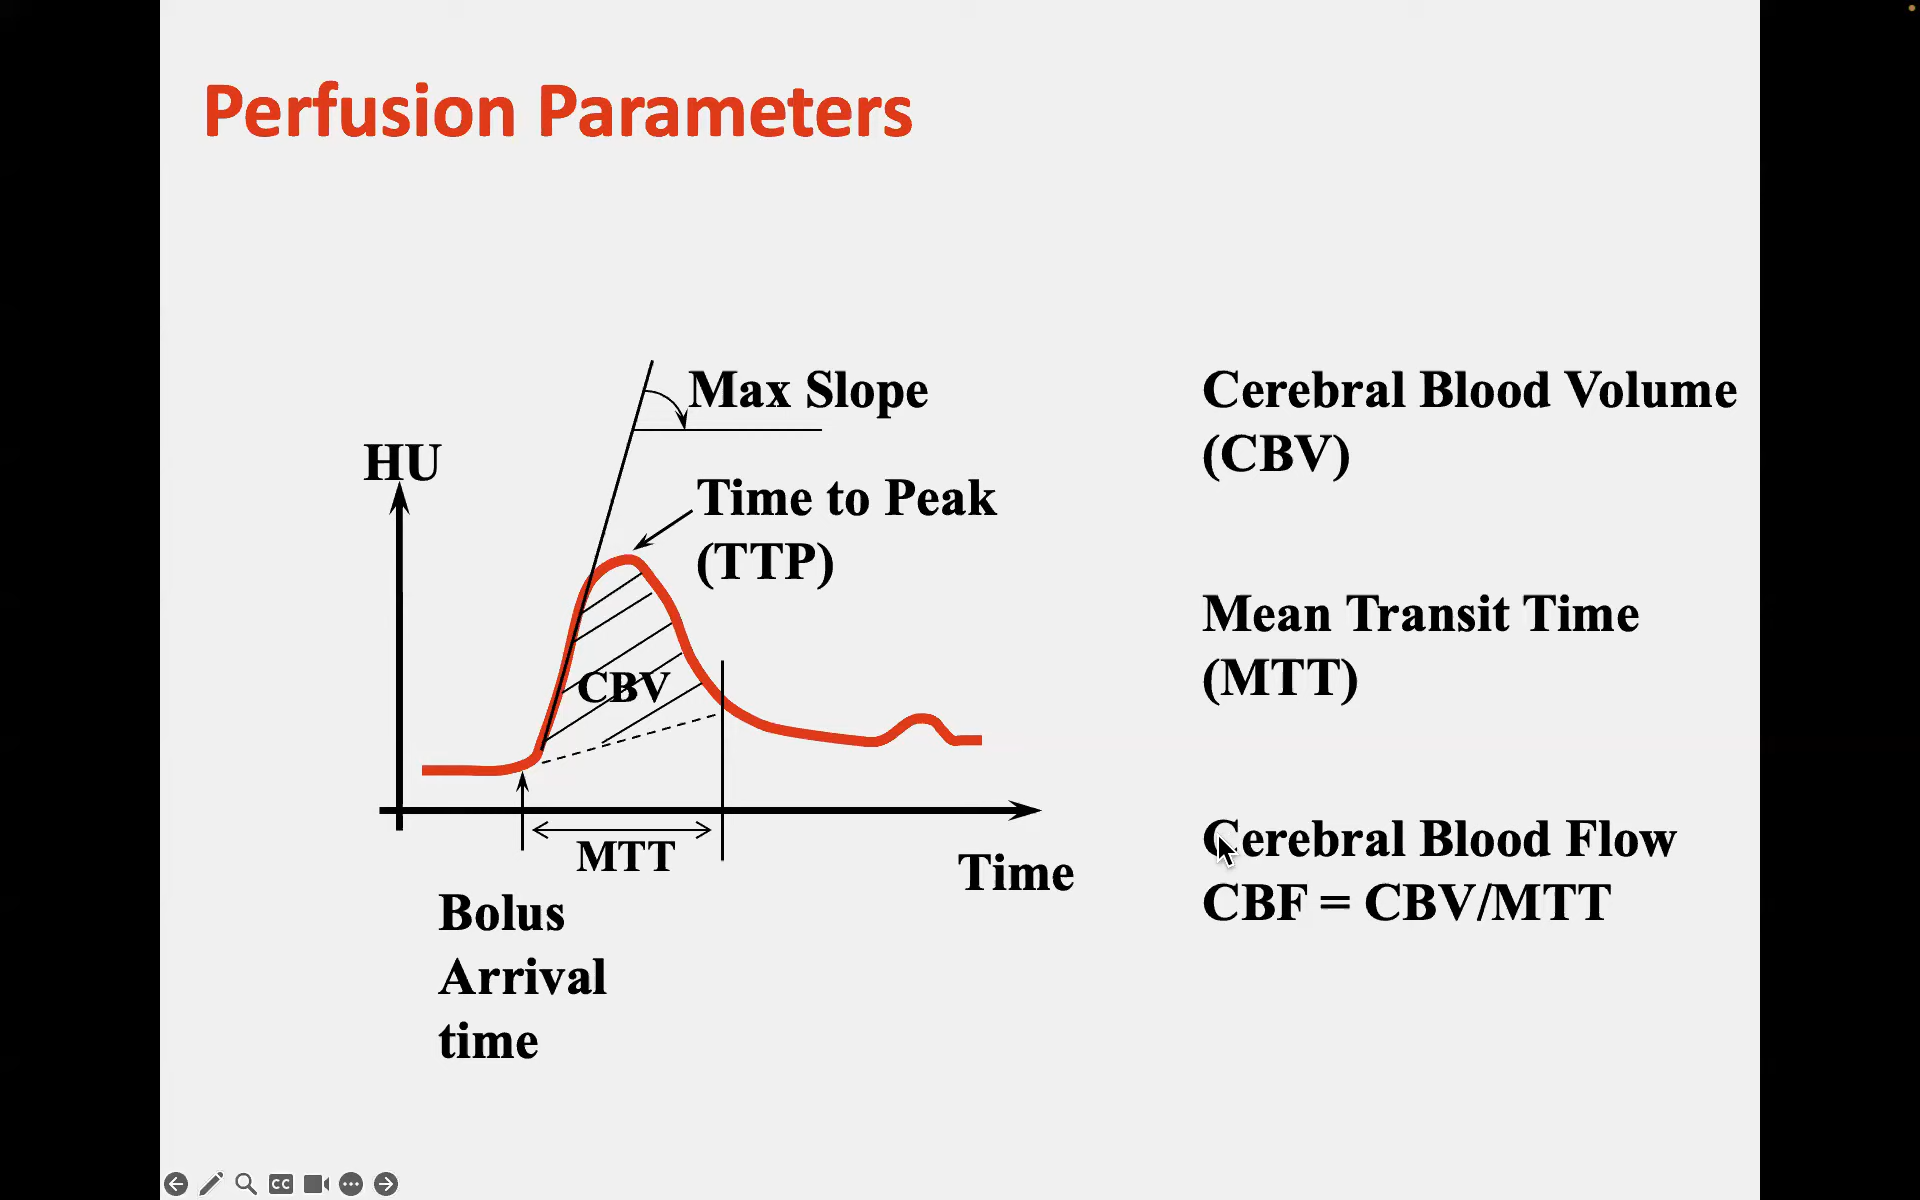 Perfusion Parameters
Max Slope
HU
Time to Peak
(TTP)
CBV
MTT
Time
Bolus
Arrival
time
Cerebral Blood Volume
(CBV)
Mean Transit Time
(MTT)
Cerebral Blood Flow
CBF = CBV/MTT
CC